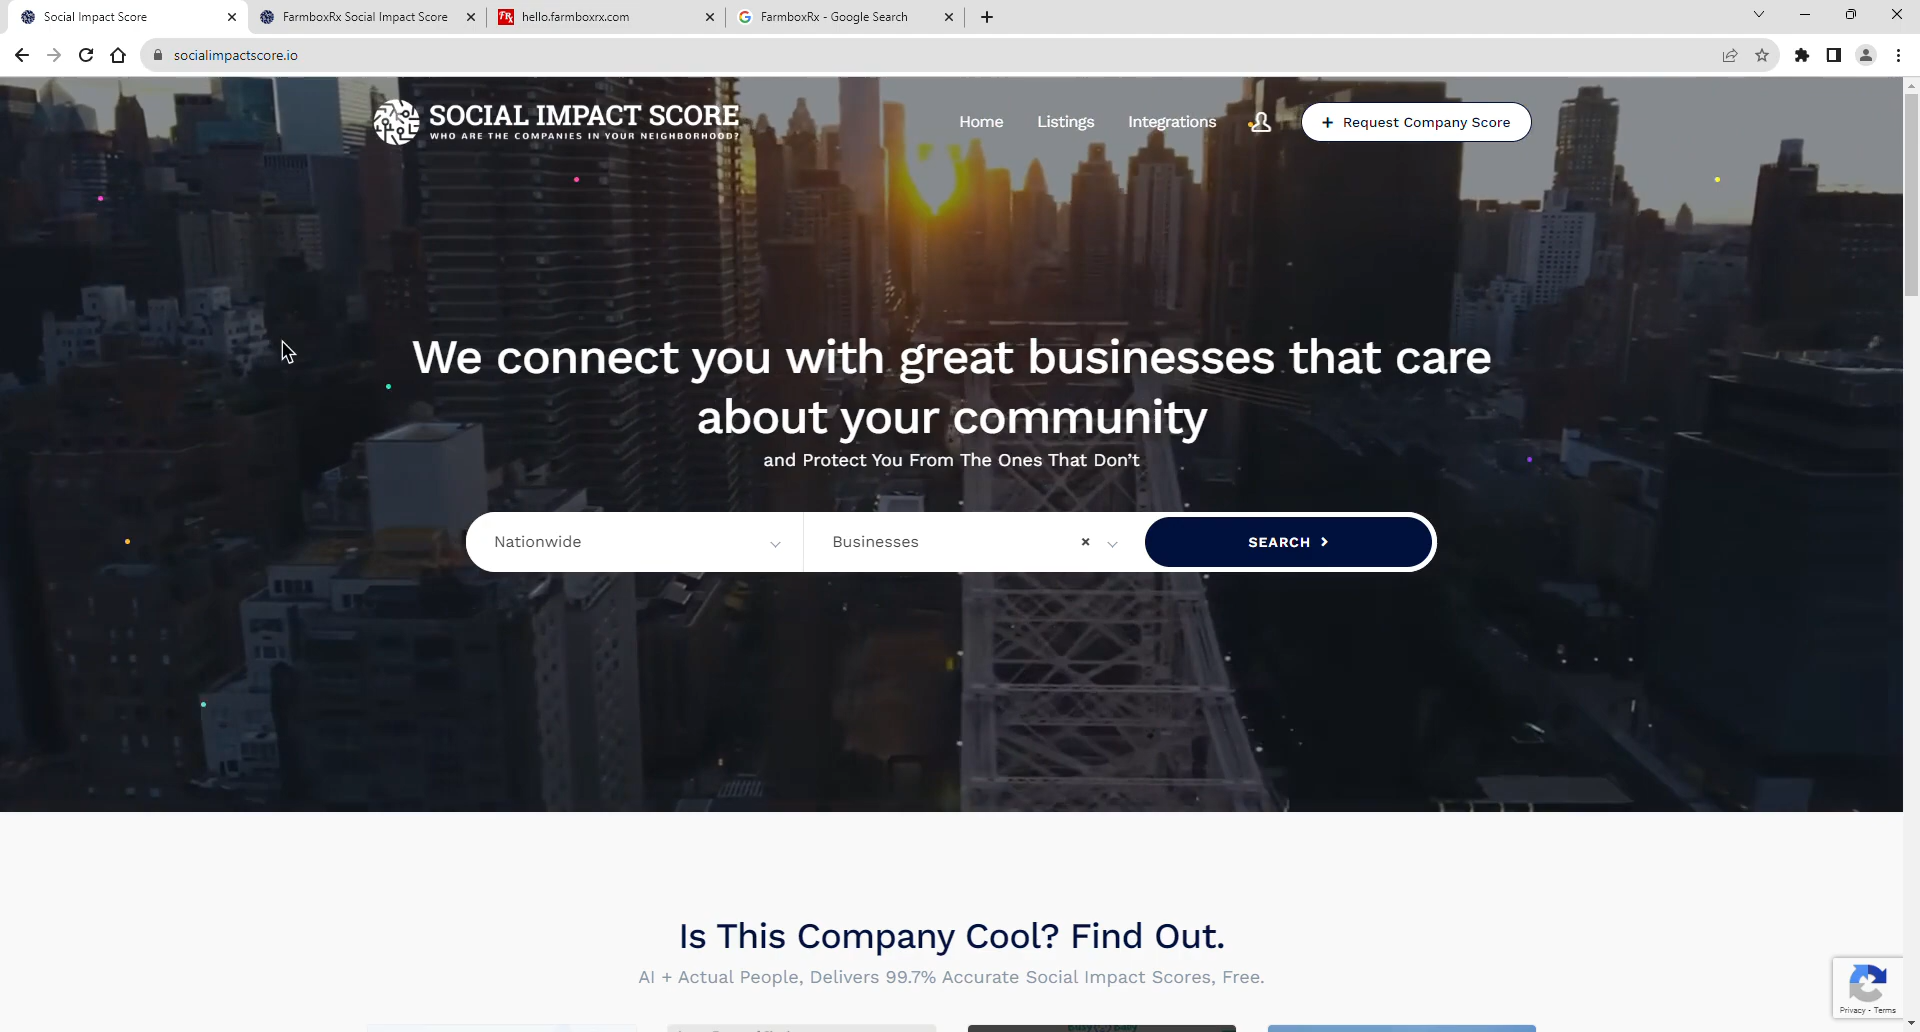 Social Impact Score
FarmboxRx Social Impact Score
hello.farmboxrx.com
FarmboxRx - Google Search
socialimpactscore.io
SOCIAL IMPACT SCORE
WHO ARE THE COMPANIES IN YOUR NEIGHBORHOOD?
Home
Listings
Integrations
+ Request Company Score
We connect you with great businesses that care
about your community
and Protect You From The Ones That Don’t
Nationwide
Businesses
SEARCH
Is This Company Cool? Find Out.
AI + Actual People, Delivers 99.7% Accurate Social Impact Scores, Free.
Privacy - Terms